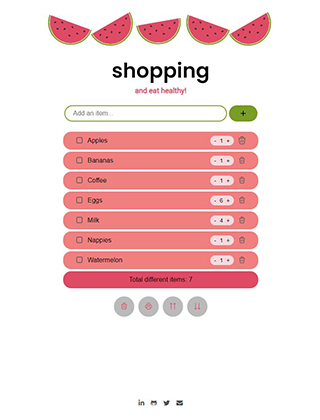 shopping
and eat healthy!
Add an item... +
Apples - 1 +
Bananas - 1 +
Coffee - 1 +
Eggs - 6 +
Milk - 4 +
Nappies - 1 +
Watermelon - 1 +
Total different items: 7